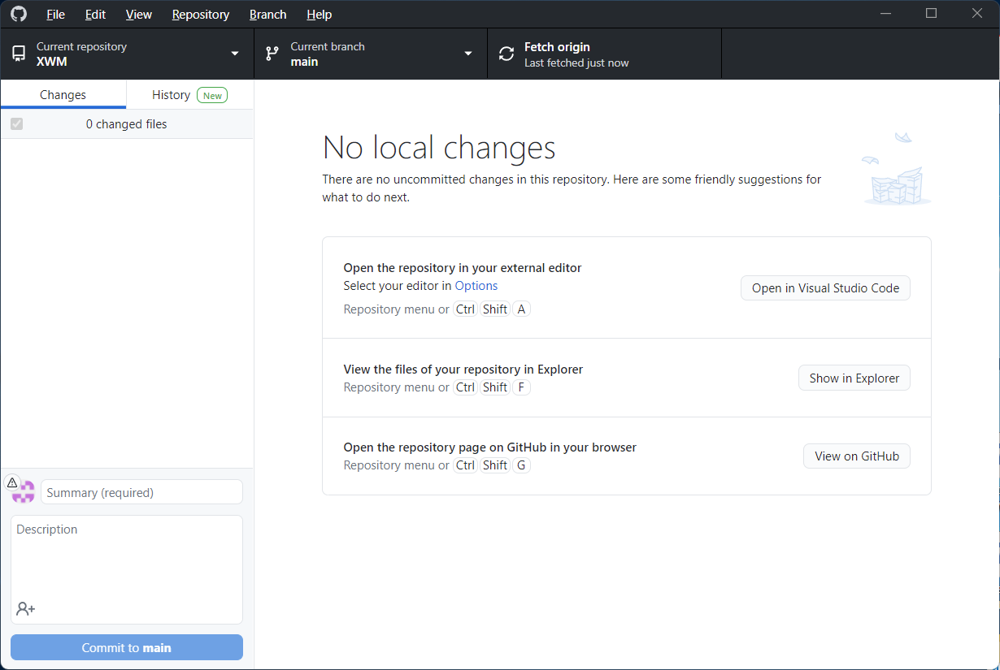 File Edit View Repository Branch Help
Current repository
XWM
Current branch
main
Fetch origin
Last fetched just now
Changes
History New
0 changed files
No local changes
There are no uncommitted changes in this repository. Here are some friendly suggestions for
what to do next.
Open the repository in your external editor
Select your editor in Options
Repository menu or Ctrl Shift A
Open in Visual Studio Code
View the files of your repository in Explorer
Repository menu or Ctrl Shift F
Show in Explorer
Open the repository page on GitHub in your browser
Repository menu or Ctrl Shift G
View on GitHub
Summary (required)
Description
Commit to main